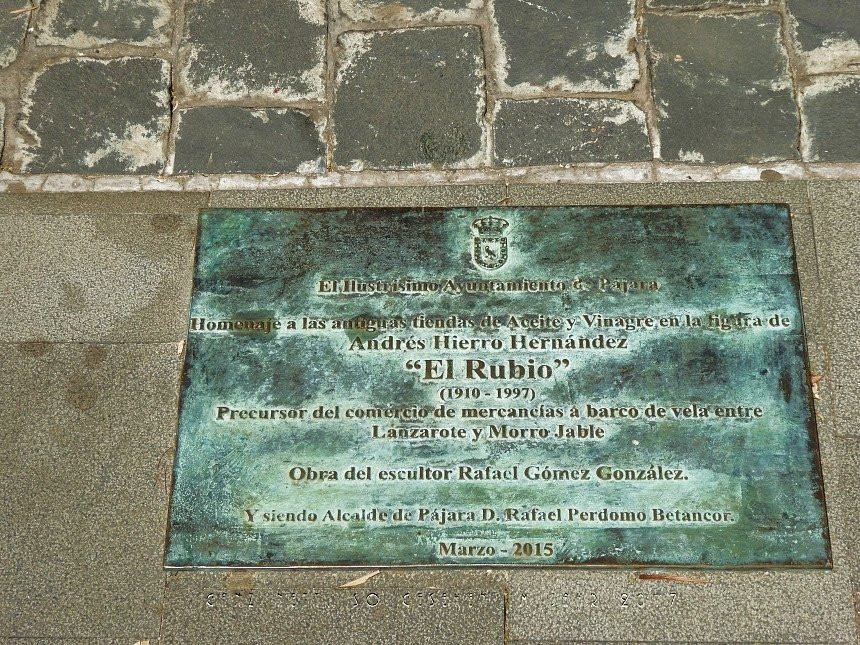 El Ilustrísimo Ayuntamiento de Pájara
Homenaje a las antiguas tiendas de Aceite y Vinagre en la figura de
Andrés Hierro Hernández
“El Rubio”
(1910 - 1997)
Precursor del comercio de mercancías a barco de vela entre
Lanzarote y Morro Jable
Obra del escultor Rafael Gómez González.
Y siendo Alcalde de Pájara D. Rafael Perdomo Betancor.
Marzo - 2015